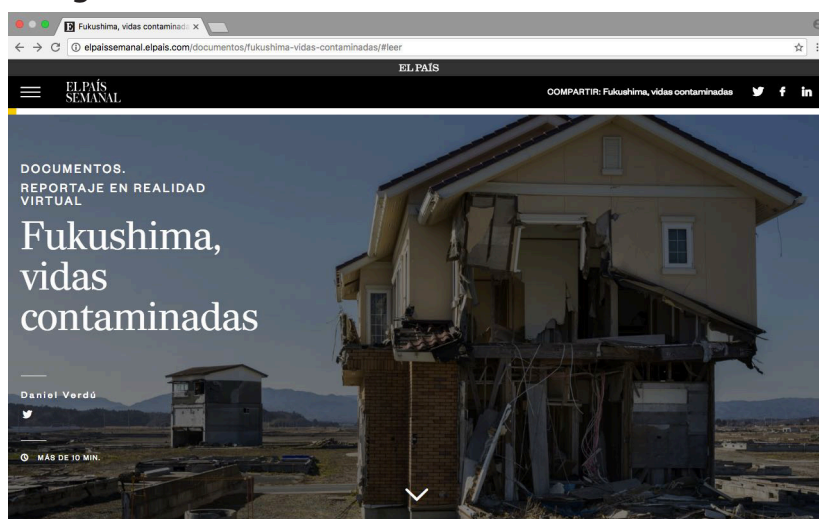 Fukushima, vidas contaminada
elpaissemanal.elpais.com/documentos/fukushima-vidas-contaminadas/#leer
EL PAÍS
EL PAÍS
SEMANAL
COMPARTIR: Fukushima, vidas contaminadas
DOCUMENTOS.
REPORTAJE EN REALIDAD
VIRTUAL
Fukushima,
vidas
contaminadas
Daniel Verdú
MÁS DE 10 MIN.